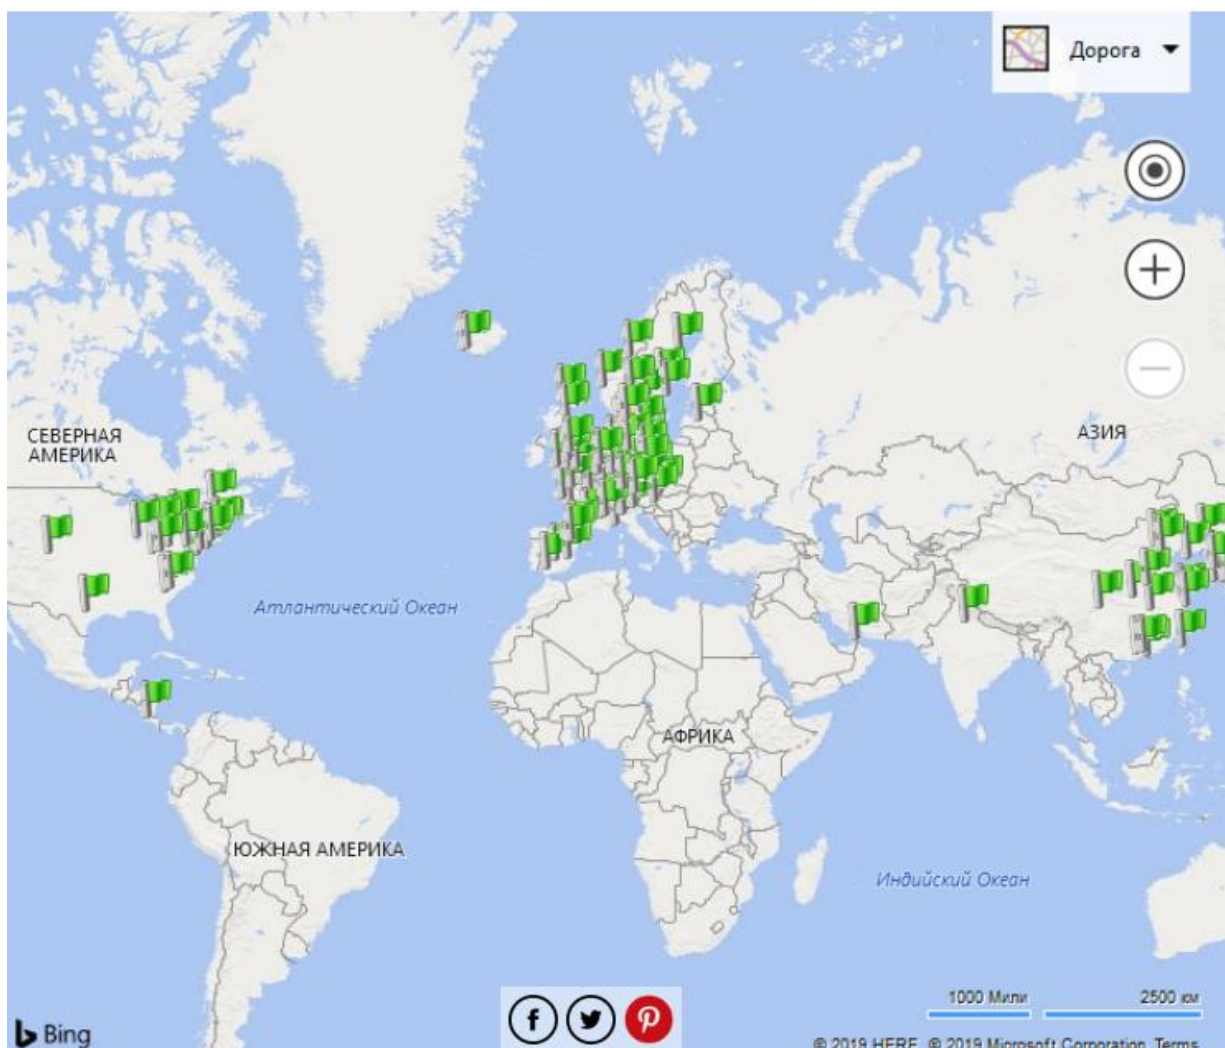 Дорога
СЕВЕРНАЯ
АМЕРИКА
АЗИЯ
Атлантический Океан
АФРИКА
ЮЖНАЯ АМЕРИКА
Индийский Океан
1000 Мили 2500 км
Bing
© 2019 HERE, © 2019 Microsoft Corporation, Terms